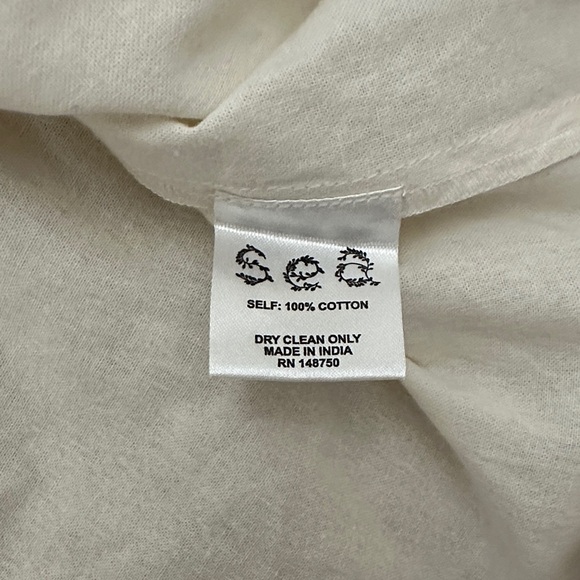 Sea
SELF: 100% COTTON
DRY CLEAN ONLY
MADE IN INDIA
RN 148750